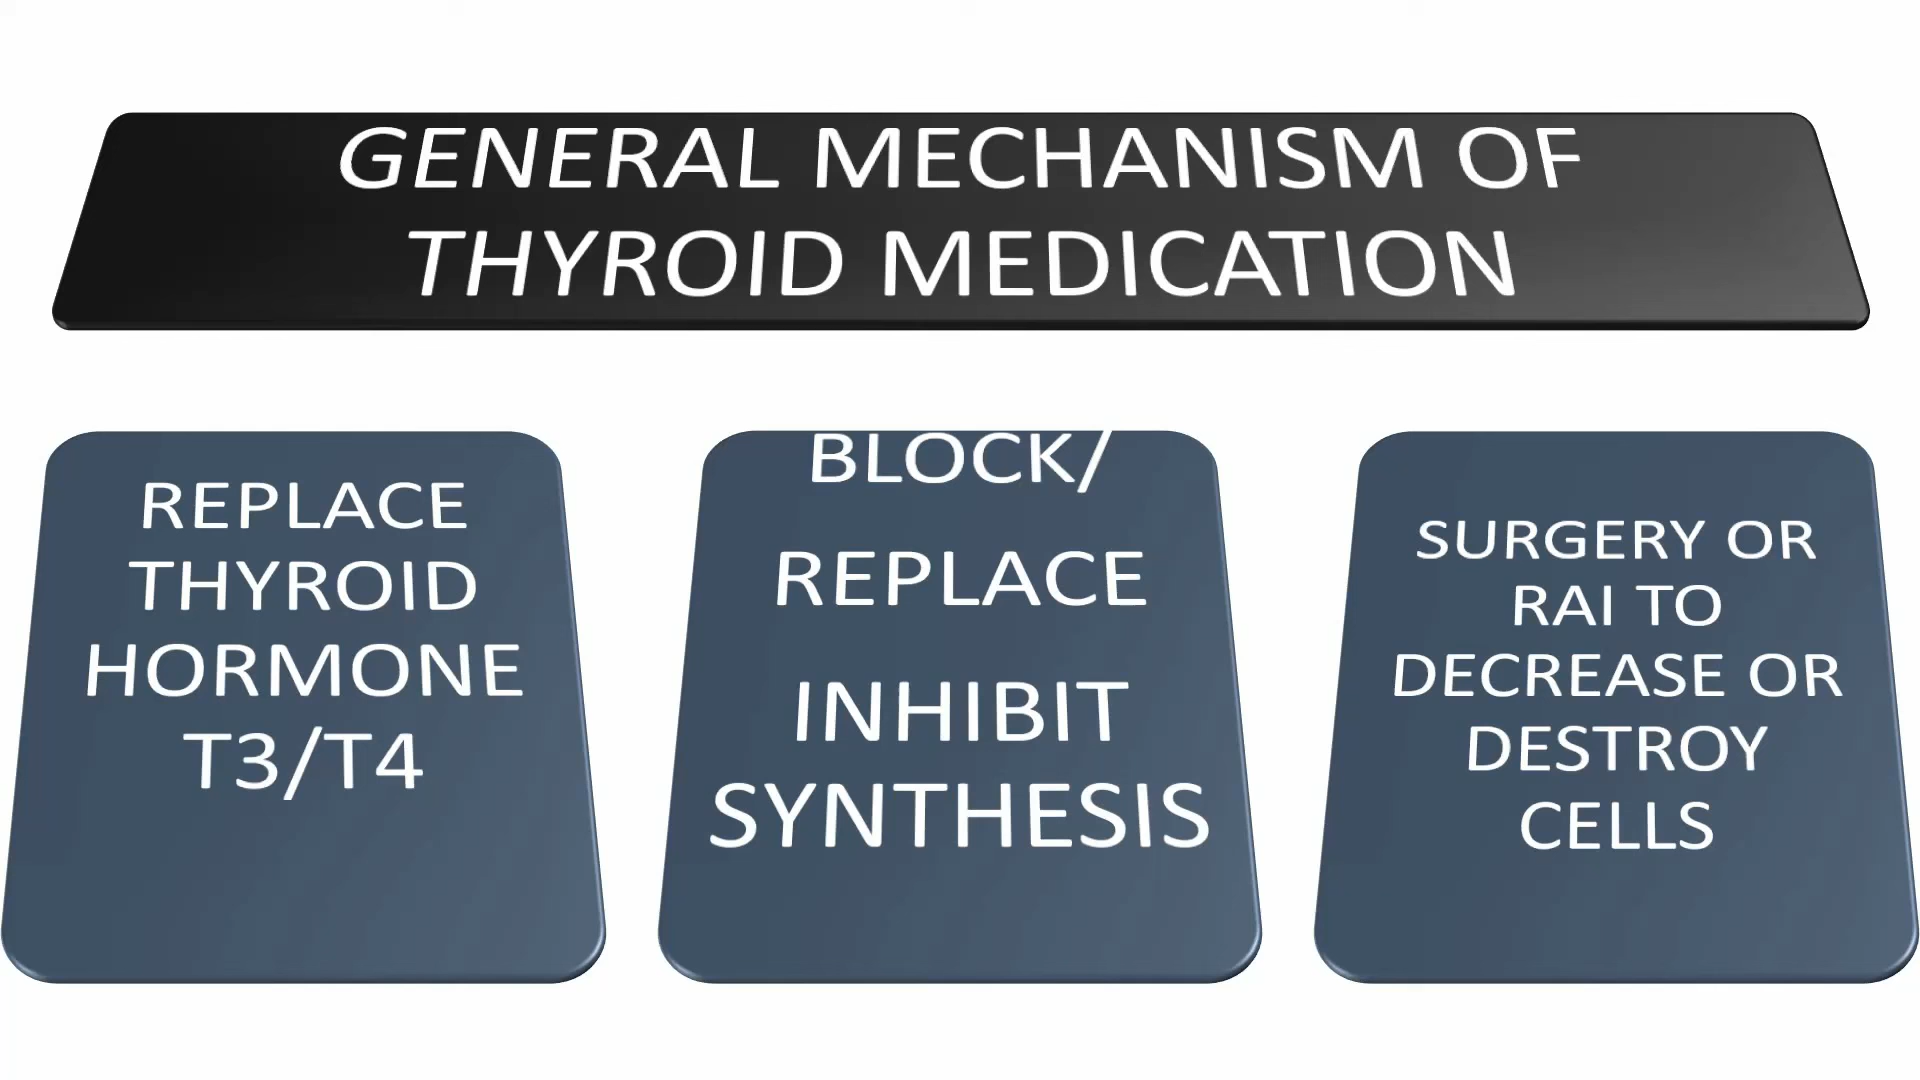 GENERAL MECHANISM OF
THYROID MEDICATION
REPLACE
THYROID
HORMONE
T3/T4
BLOCK/
REPLACE
INHIBIT
SYNTHESIS
SURGERY OR
RAI TO
DECREASE OR
DESTROY
CELLS